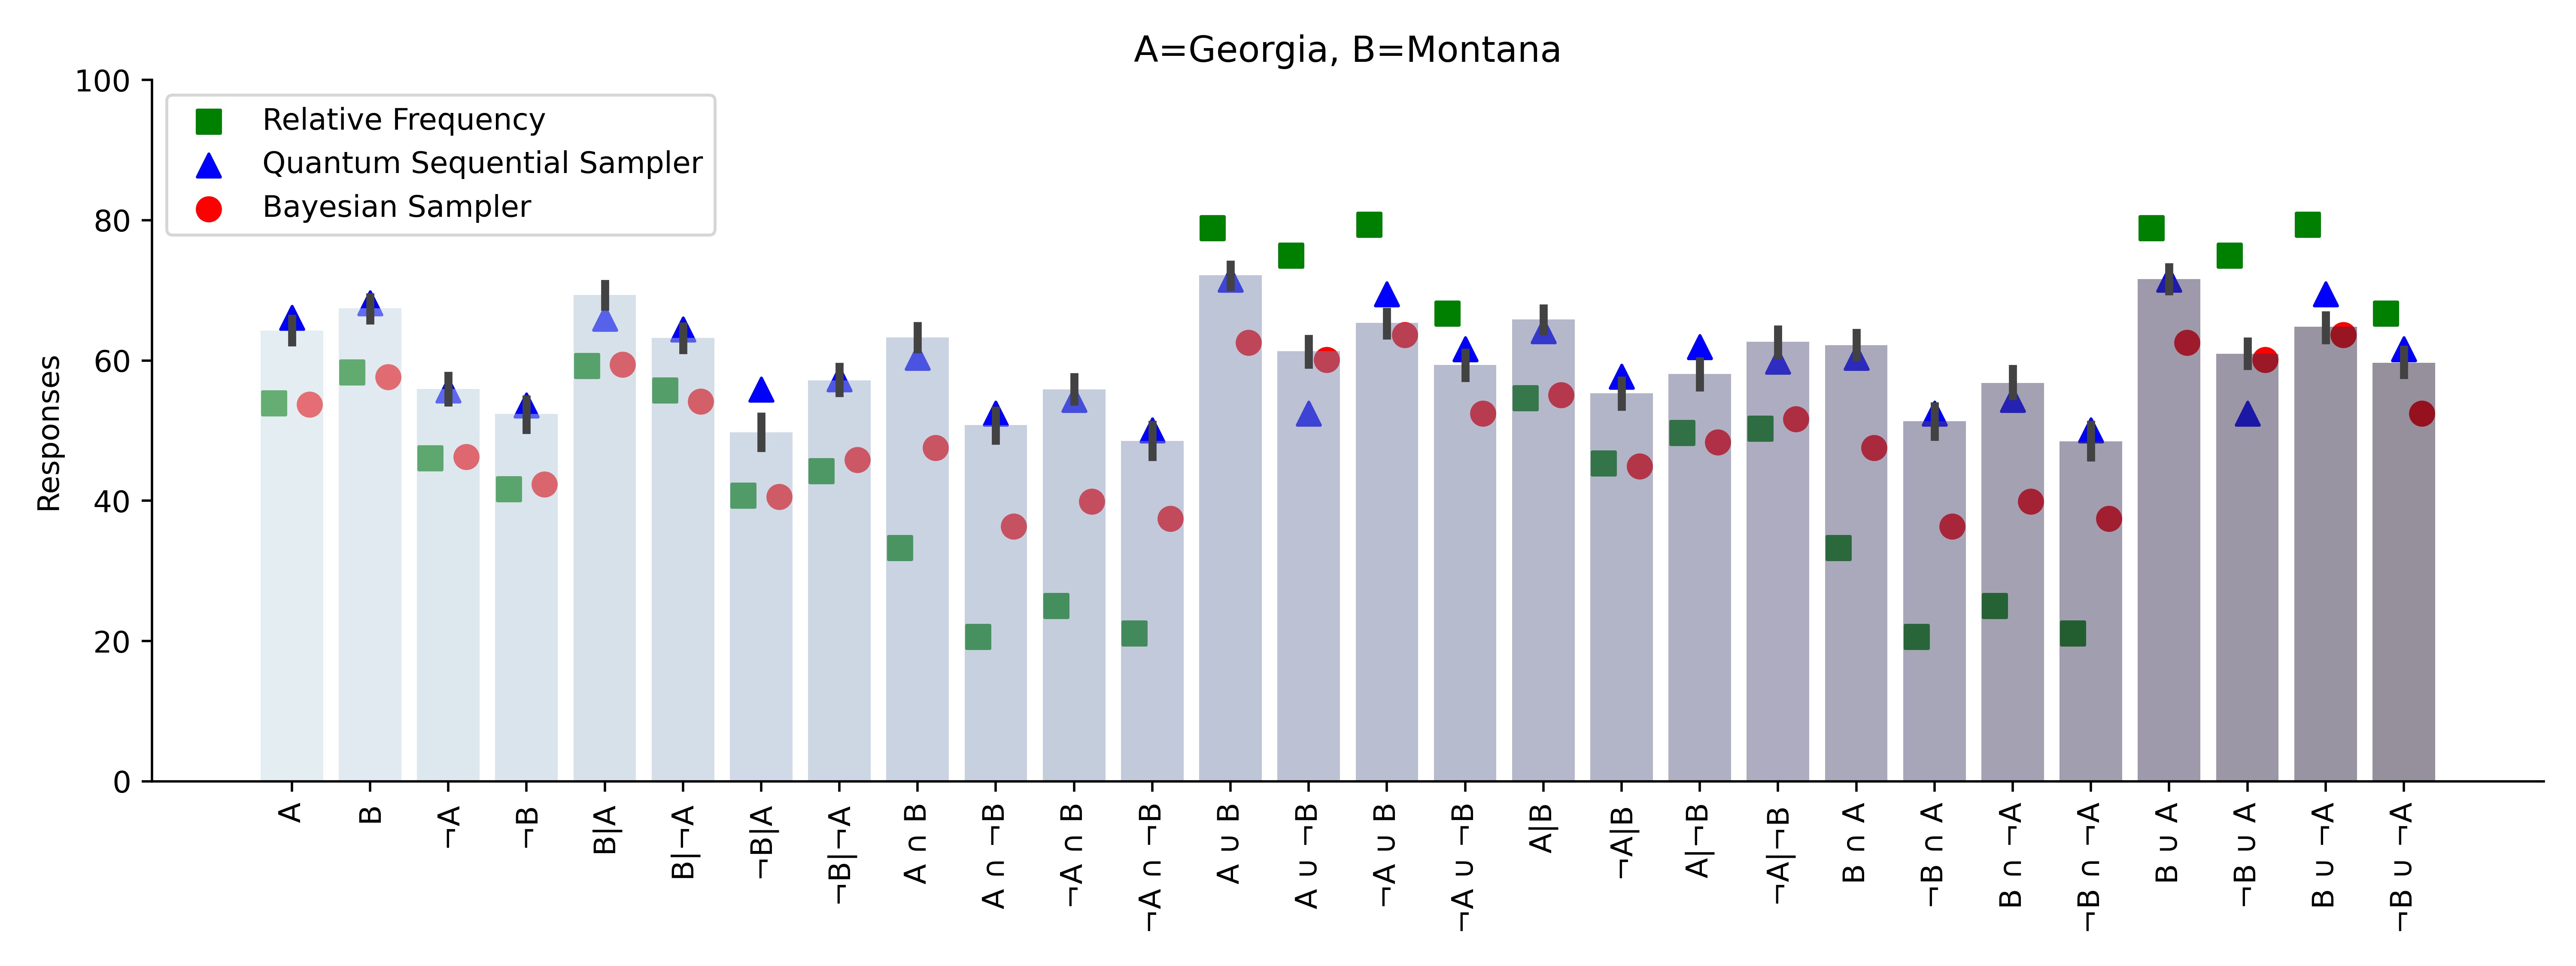 A=Georgia, B=Montana
Responses
100
80
60
40
20
0
Relative Frequency
Quantum Sequential Sampler
Bayesian Sampler
A
B
¬A
¬B
B|A
B|¬A
¬B|A
¬B|¬A
A ∩ B
A ∩ ¬B
¬A ∩ B
¬A ∩ ¬B
A ∪ B
A ∪ ¬B
¬A ∪ B
¬A ∪ ¬B
A|B
¬A|B
A|¬B
¬A|¬B
B ∩ A
¬B ∩ A
B ∩ ¬A
¬B ∩ ¬A
B ∪ A
¬B ∪ A
B ∪ ¬A
¬B ∪ ¬A